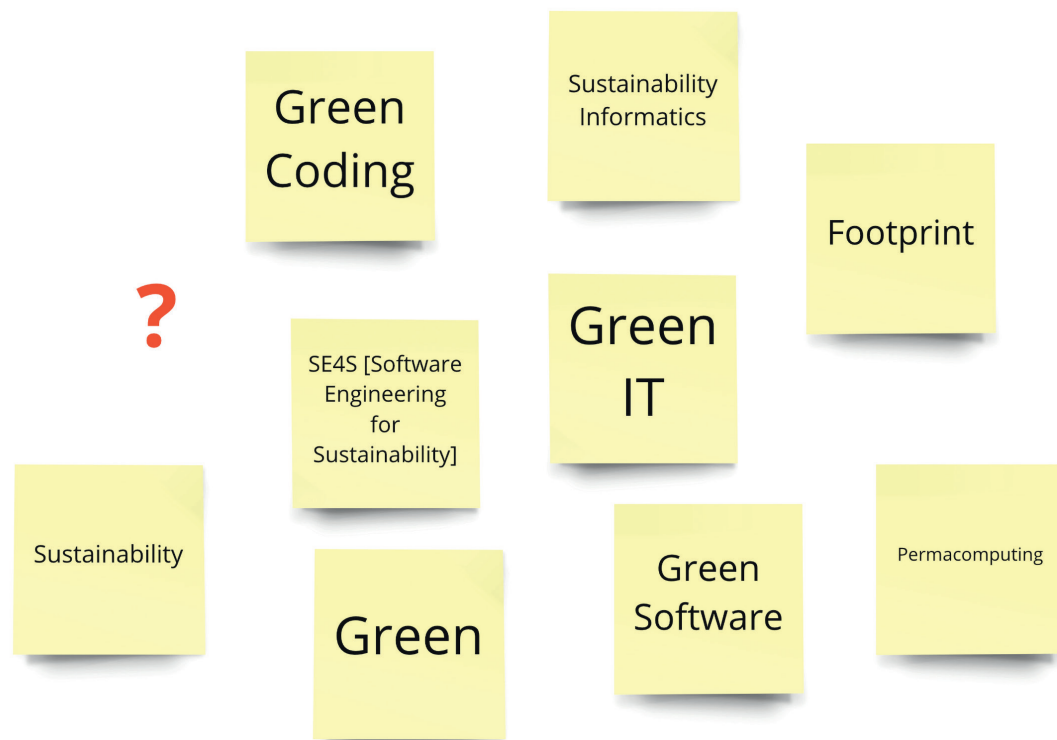 Green
Coding
Sustainability
Informatics
Footprint
?
SE4S [Software
Engineering
for
Sustainability]
Green
IT
Sustainability
Green
Green
Software
Permacomputing